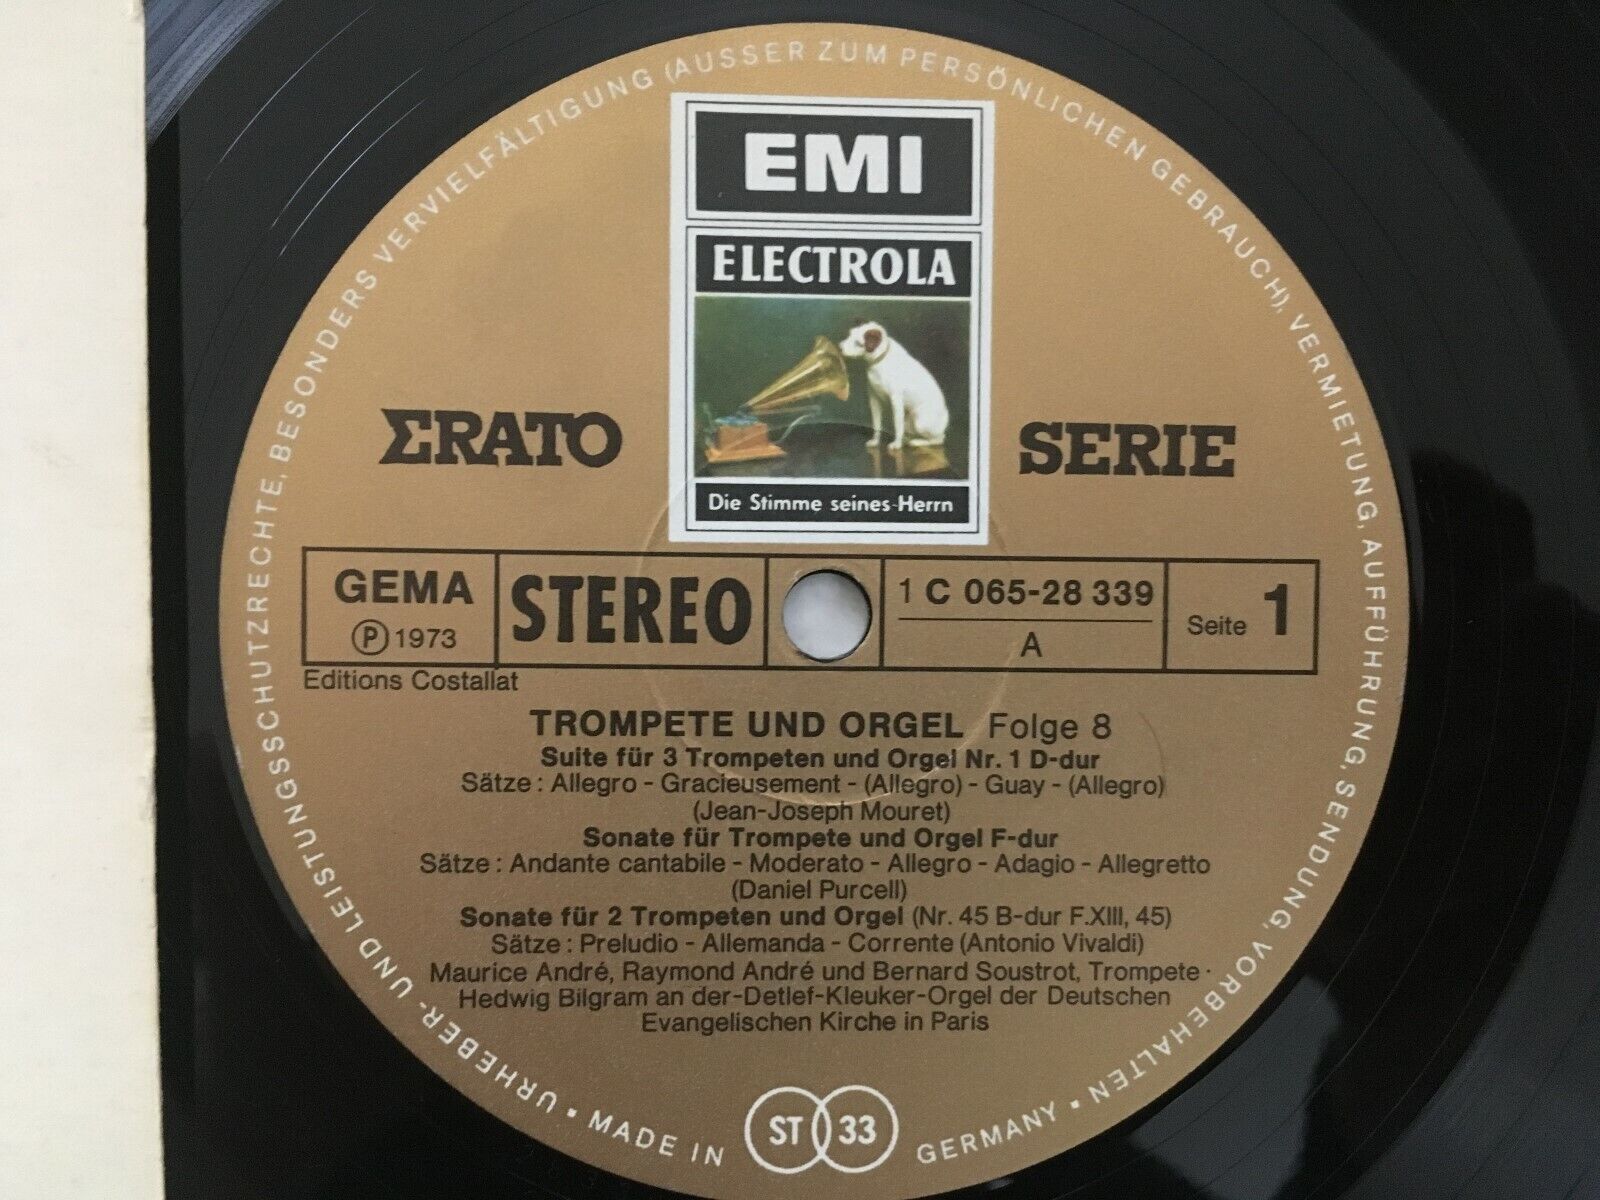 URHEBER- UND LEISTUNGSSCHUTZRECHTE, BESONDERS VERVIELFÄLTIGUNG (AUSSER ZUM PERSÖNLICHEN GEBRAUCH), VERMIETUNG, AUFFÜHRUNG, SENDUNG, VORBEHALTEN
EMI
ELECTROLA
ΣRATO SERIE
Die Stimme seines Herrn
GEMA
Ⓟ 1973
STEREO
1 C 065-28 339
A
Seite 1
Editions Costallat
TROMPETE UND ORGEL Folge 8
Suite für 3 Trompeten und Orgel Nr. 1 D-dur
Sätze: Allegro - Gracieusement - (Allegro) - Guay - (Allegro)
(Jean-Joseph Mouret)
Sonate für Trompete und Orgel F-dur
Sätze: Andante cantabile - Moderato - Allegro - Adagio - Allegretto
(Daniel Purcell)
Sonate für 2 Trompeten und Orgel (Nr. 45 B-dur F.XIII, 45)
Sätze: Preludio - Allemanda - Corrente (Antonio Vivaldi)
Maurice André, Raymond André und Bernard Soustrot, Trompete ·
Hedwig Bilgram an der-Detlef-Kleuker-Orgel der Deutschen
Evangelischen Kirche in Paris
· MADE IN ST 33 GERMANY ·